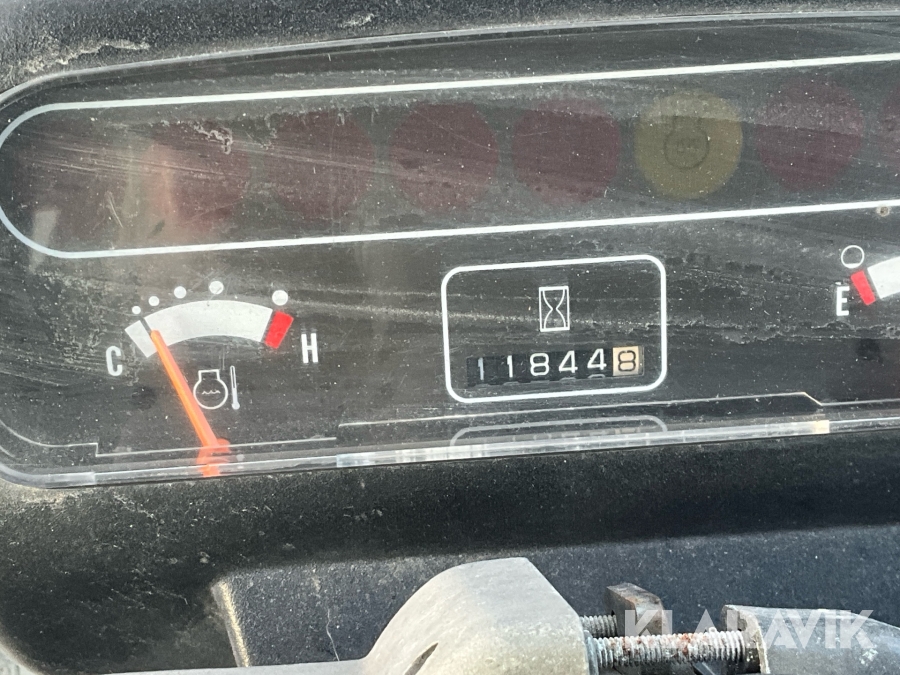 E
C H
118448
KLARAVIK